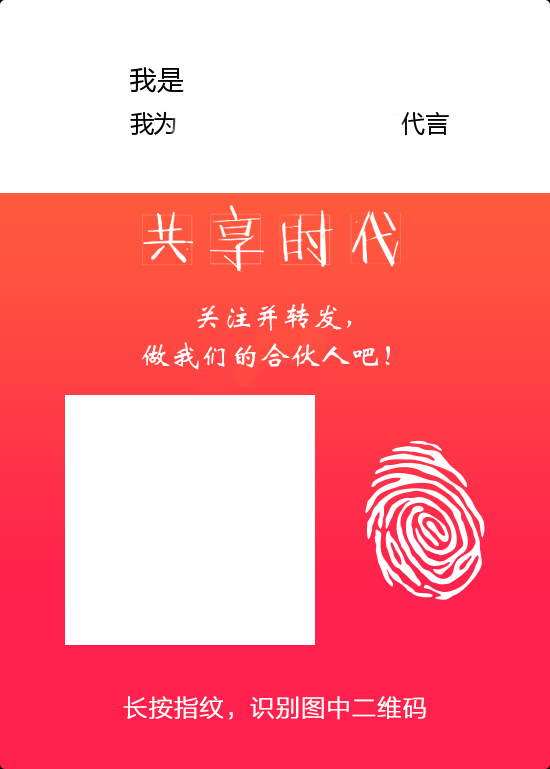 我是
我为 代言
共享时代
关注并转发，
做我们的合伙人吧！
长按指纹，识别图中二维码